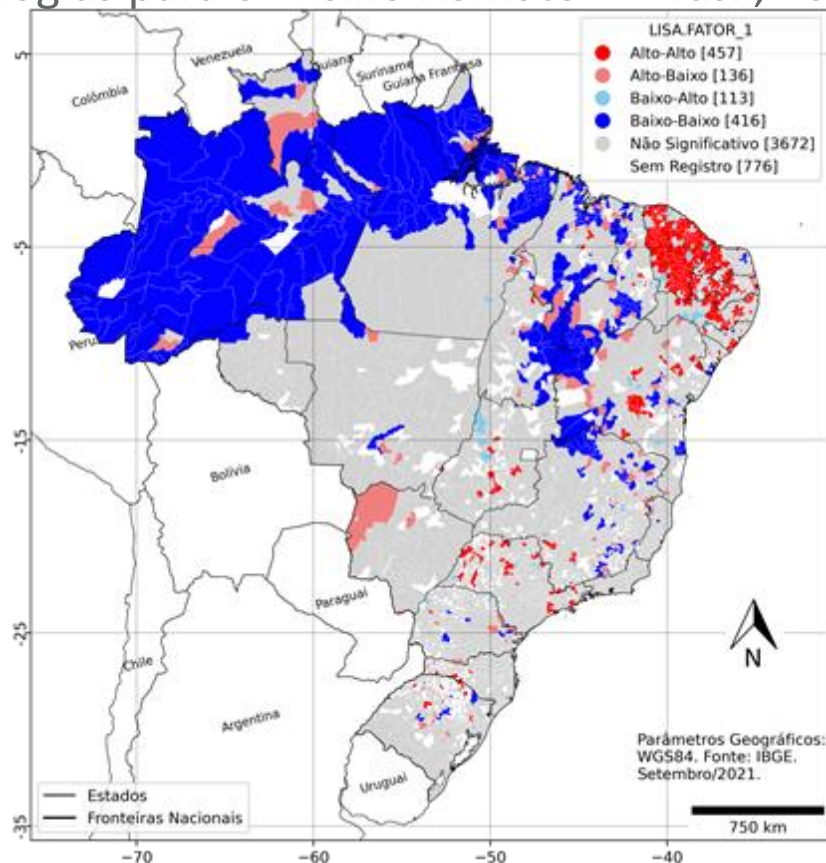 LISA.FATOR_1
Alto-Alto [457]
Alto-Baixo [136]
Baixo-Alto [113]
Baixo-Baixo [416]
Não Significativo [3672]
Sem Registro [776]
Venezuela
Guiana
Suriname
Guiana Francesa
Colômbia
Peru
Bolívia
Paraguai
Chile
Argentina
Uruguai
5
-5
-15
-25
-35
N
Parâmetros Geográficos:
WGS84. Fonte: IBGE.
Setembro/2021.
Estados
Fronteiras Nacionais
750 km
-70
-60
-50
-40